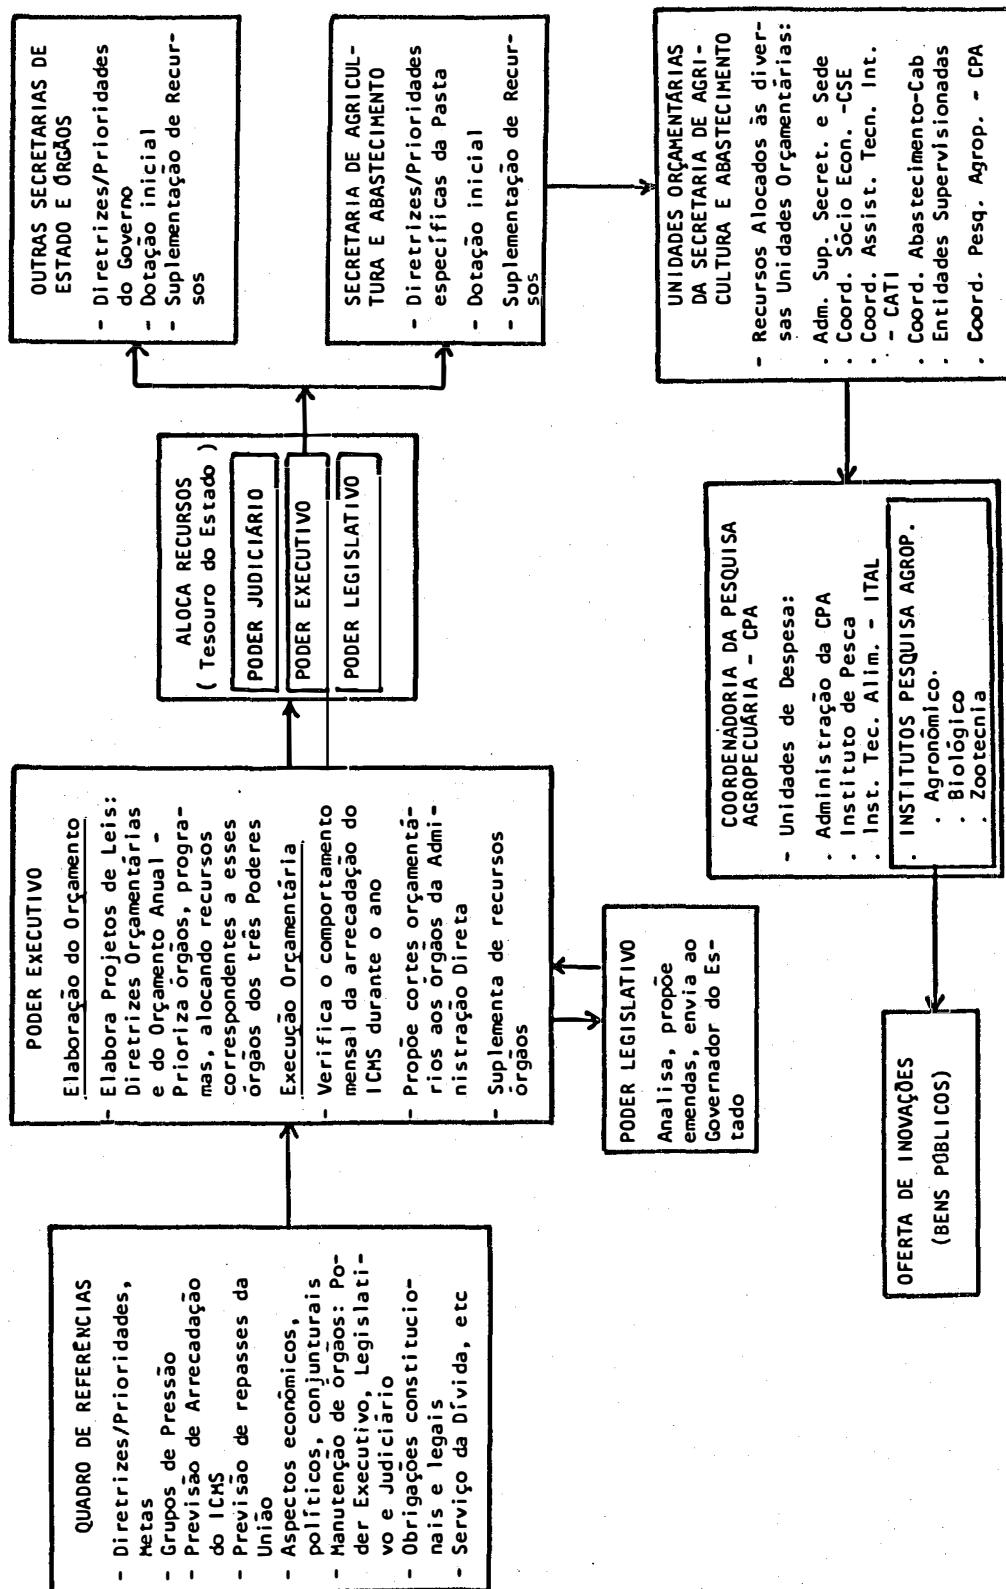 QUADRO DE REFERÊNCIAS
- Diretrizes/Prioridades,
Metas
- Grupos de Pressão
- Previsão de Arrecadação
do ICMS
- Previsão de repasses da
União
- Aspectos econômicos,
políticos, conjunturais
- Manutenção de órgãos: Po-
der Executivo, Legislati-
vo e Judiciário
- Obrigações constitucio-
nais e legais
- Serviço da Dívida, etc
PODER EXECUTIVO
Elaboração do Orçamento
- Elabora Projetos de Leis:
Diretrizes Orçamentárias
e do Orçamento Anual -
Prioriza órgãos, progra-
mas, alocando recursos
correspondentes a esses
órgãos dos três Poderes
Execução Orçamentária
- Verifica o comportamento
mensal da arrecadação do
ICMS durante o ano
- Propõe cortes orçamentá-
rios aos órgãos da Admi-
nistração Direta
- Suplementa de recursos
órgãos
PODER LEGISLATIVO
Analisa, propõe
emendas, envia ao
Governador do Es-
tado
ALOCA RECURSOS
( Tesouro do Estado )
PODER JUDICIÁRIO
PODER EXECUTIVO
PODER LEGISLATIVO
OUTRAS SECRETARIAS DE
ESTADO E ÓRGÃOS
- Diretrizes/Prioridades
do Governo
- Dotação inicial
- Suplementação de Recur-
sos
SECRETARIA DE AGRICUL-
TURA E ABASTECIMENTO
- Diretrizes/Prioridades
específicas da Pasta
- Dotação inicial
- Suplementação de Recur-
sos
UNIDADES ORÇAMENTÁRIAS
DA SECRETARIA DE AGRI-
CULTURA E ABASTECIMENTO
- Recursos Alocados às diver-
sas Unidades Orçamentárias:
. Adm. Sup. Secret. e Sede
. Coord. Sócio Econ. -CSE
. Coord. Assist. Tecn. Int.
- CATI
. Coord. Abastecimento-Cab
. Entidades Supervisionadas
. Coord. Pesq. Agrop. - CPA
COORDENADORIA DA PESQUISA
AGROPECUÁRIA - CPA
- Unidades de Despesa:
. Administração da CPA
. Instituto de Pesca
. Inst. Tec. Alim. - ITAL
. INSTITUTOS PESQUISA AGROP.
. Agronômico.
. Biológico
. Zootecnia
OFERTA DE INOVAÇÕES
(BENS PÚBLICOS)